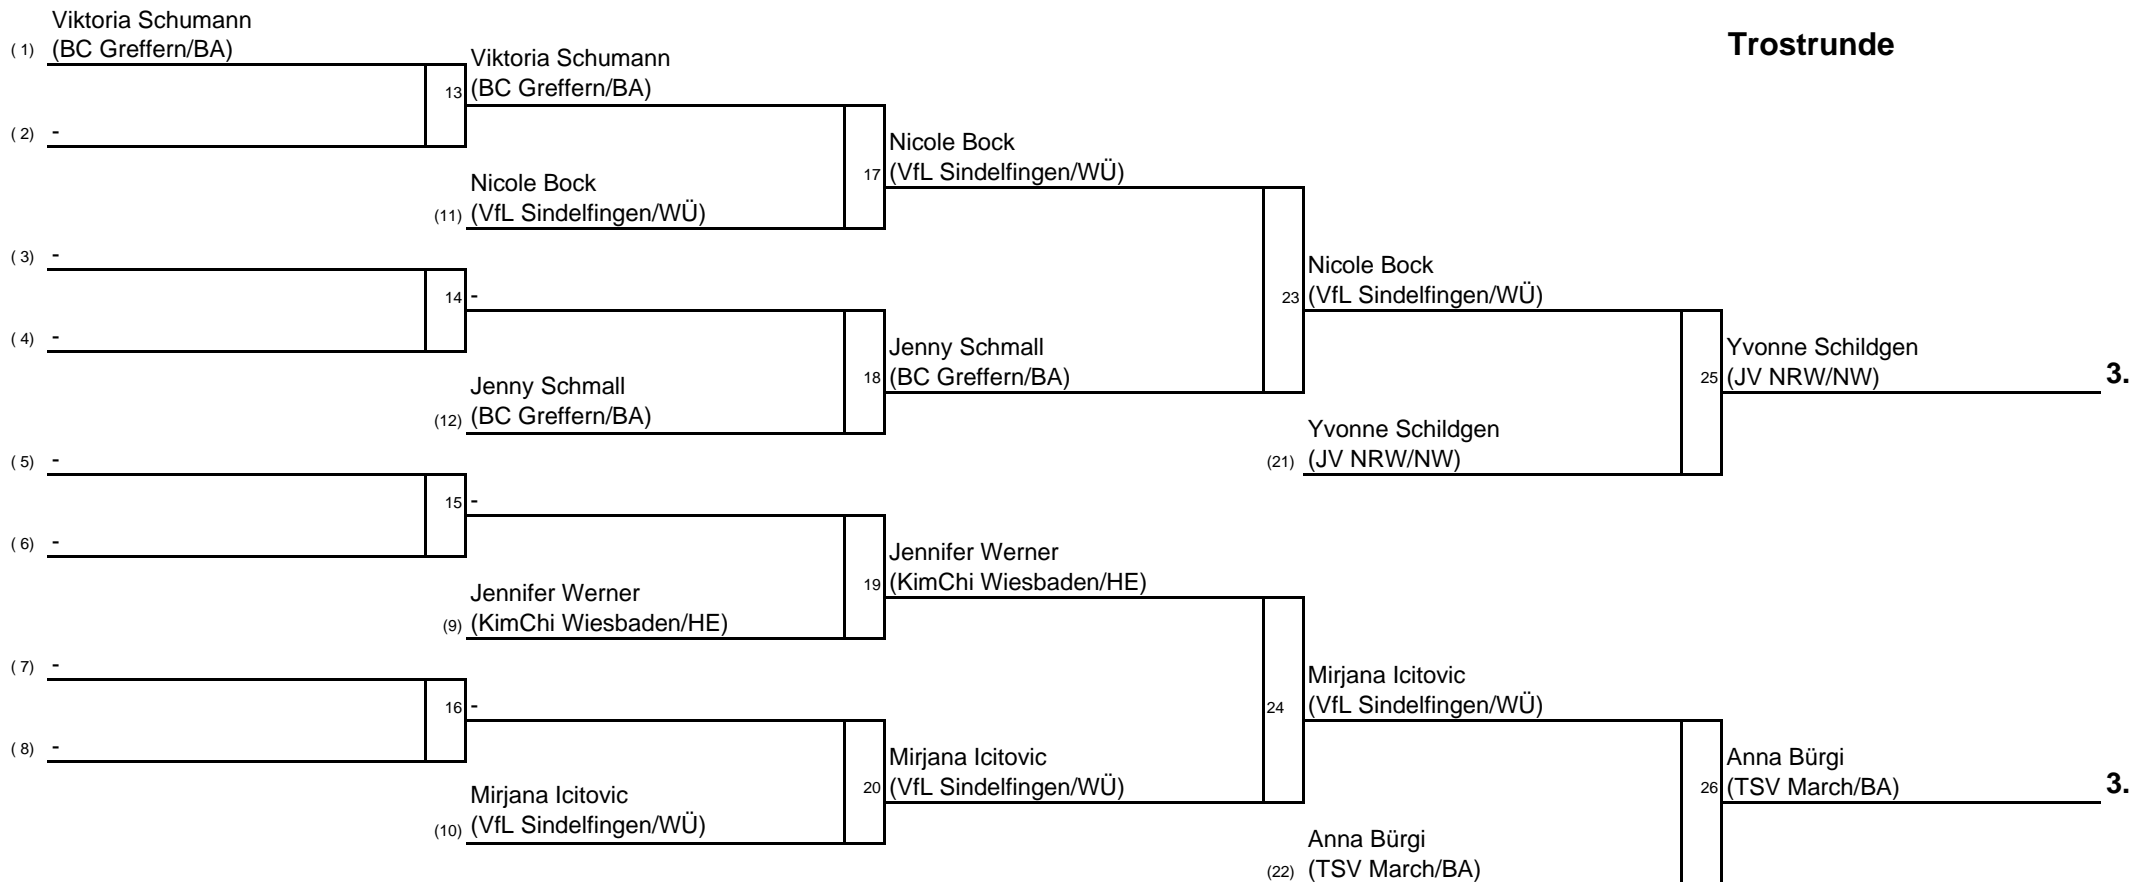 Trostrunde
Viktoria Schumann
( 1) (BC Greffern/BA)
( 2) -
13
Viktoria Schumann
(BC Greffern/BA)
Nicole Bock
(11) (VfL Sindelfingen/WÜ)
17
Nicole Bock
(VfL Sindelfingen/WÜ)
( 3) -
( 4) -
14 -
Jenny Schmall
(12) (BC Greffern/BA)
18
Jenny Schmall
(BC Greffern/BA)
23
Nicole Bock
(VfL Sindelfingen/WÜ)
Yvonne Schildgen
(21) (JV NRW/NW)
25
Yvonne Schildgen
(JV NRW/NW)
3.
( 5) -
( 6) -
15 -
Jennifer Werner
(9) (KimChi Wiesbaden/HE)
19
Jennifer Werner
(KimChi Wiesbaden/HE)
( 7) -
( 8) -
16 -
Mirjana Icitovic
(10) (VfL Sindelfingen/WÜ)
20
Mirjana Icitovic
(VfL Sindelfingen/WÜ)
24
Mirjana Icitovic
(VfL Sindelfingen/WÜ)
Anna Bürgi
(22) (TSV March/BA)
26
Anna Bürgi
(TSV March/BA)
3.